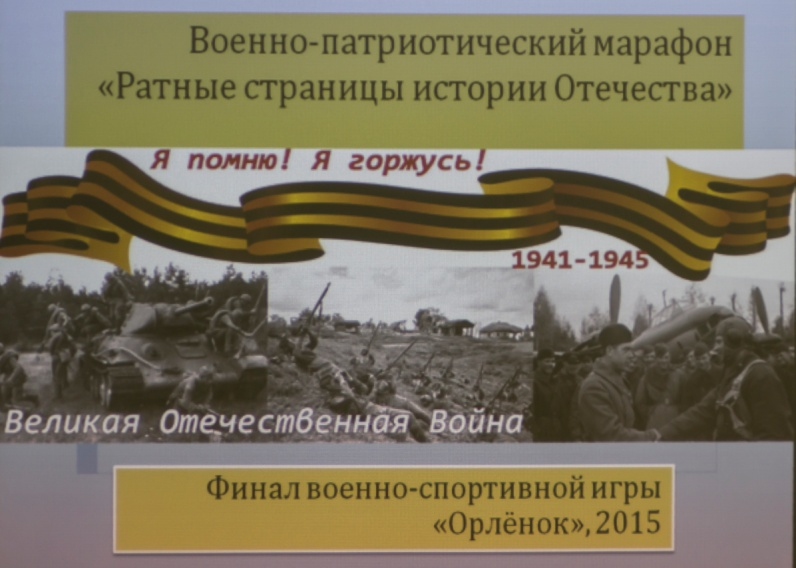 Военно-патриотический марафон
«Ратные страницы истории Отечества»
Я помню! Я горжусь!
1941-1945
Великая Отечественная Война
Финал военно-спортивной игры
«Орлёнок», 2015